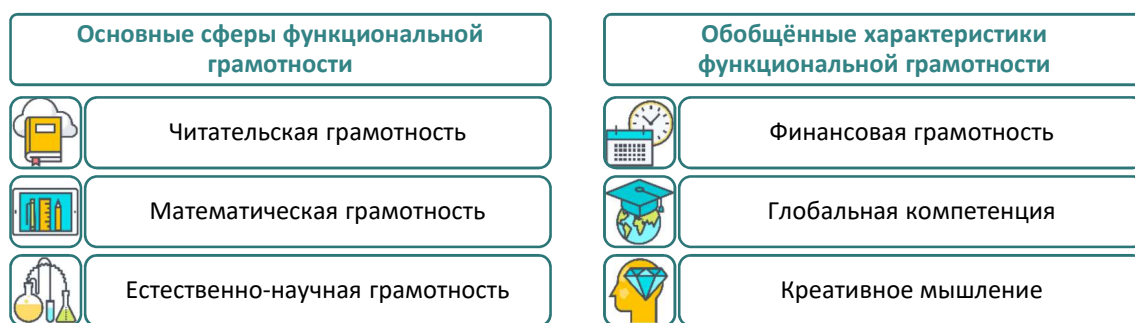 Основные сферы функциональной
грамотности
Читательская грамотность
Математическая грамотность
Естественно-научная грамотность
Обобщённые характеристики
функциональной грамотности
Финансовая грамотность
Глобальная компетенция
Креативное мышление